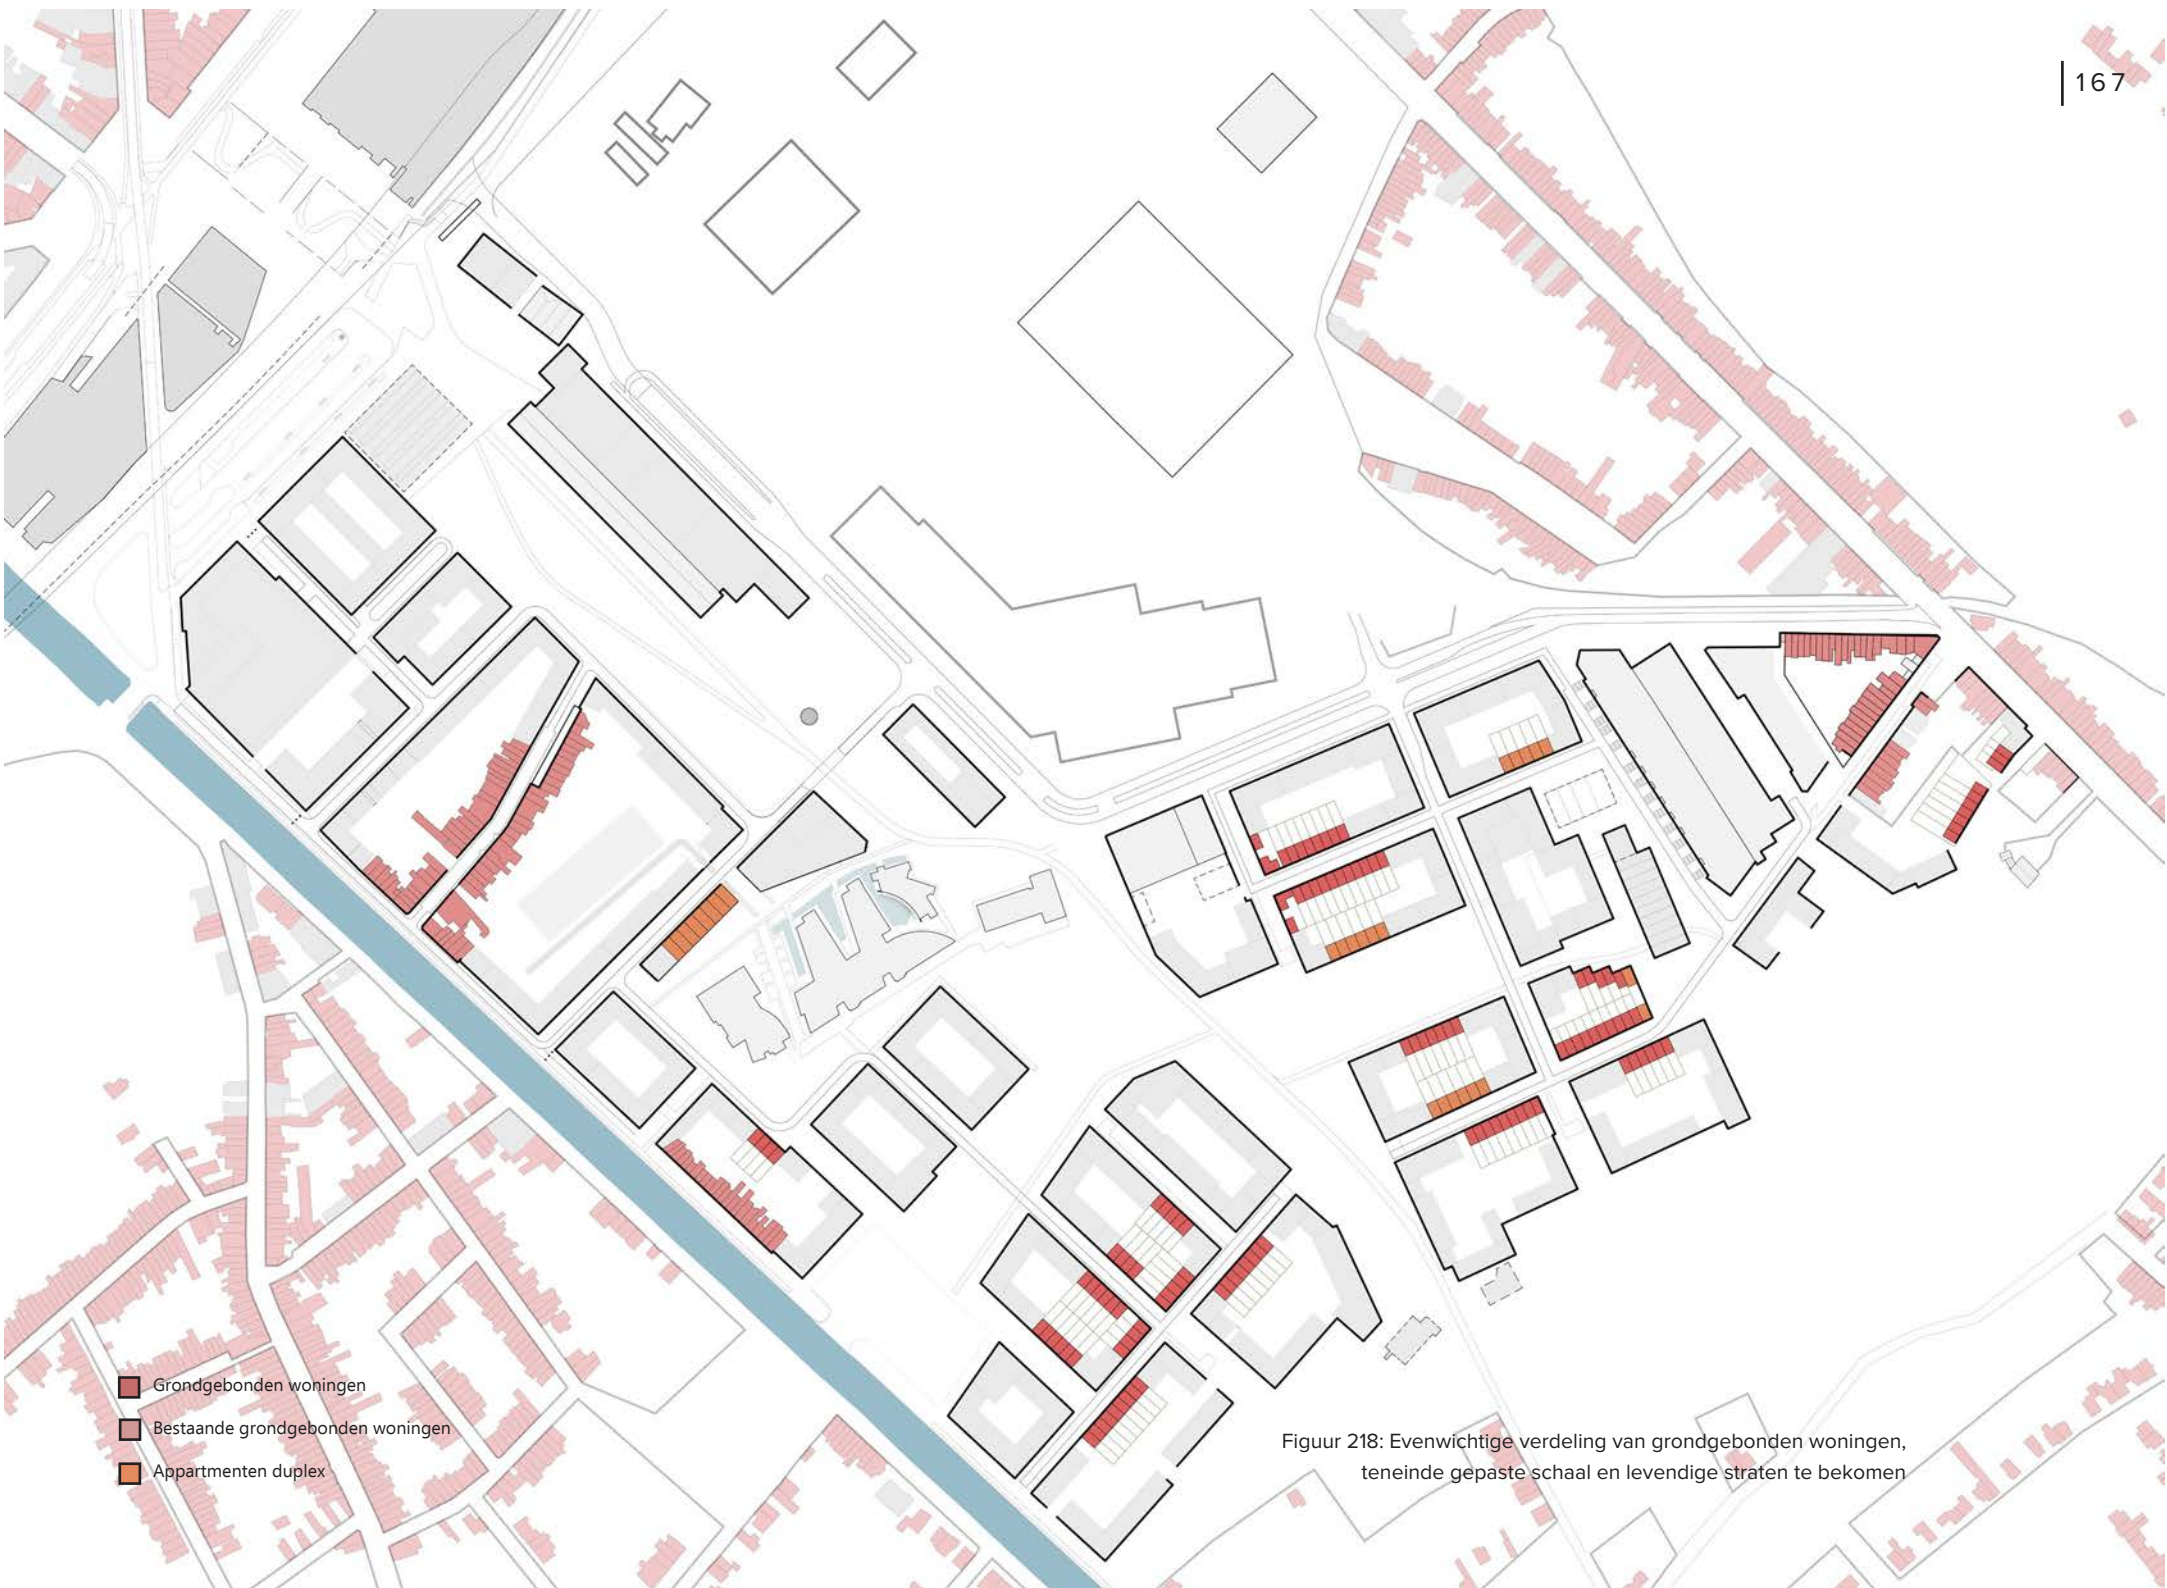 167
Grondgebonden woningen
Bestaande grondgebonden woningen
Appartmenten duplex
Figuur 218: Evenwichtige verdeling van grondgebonden woningen,
teneinde gepaste schaal en levendige straten te bekomen